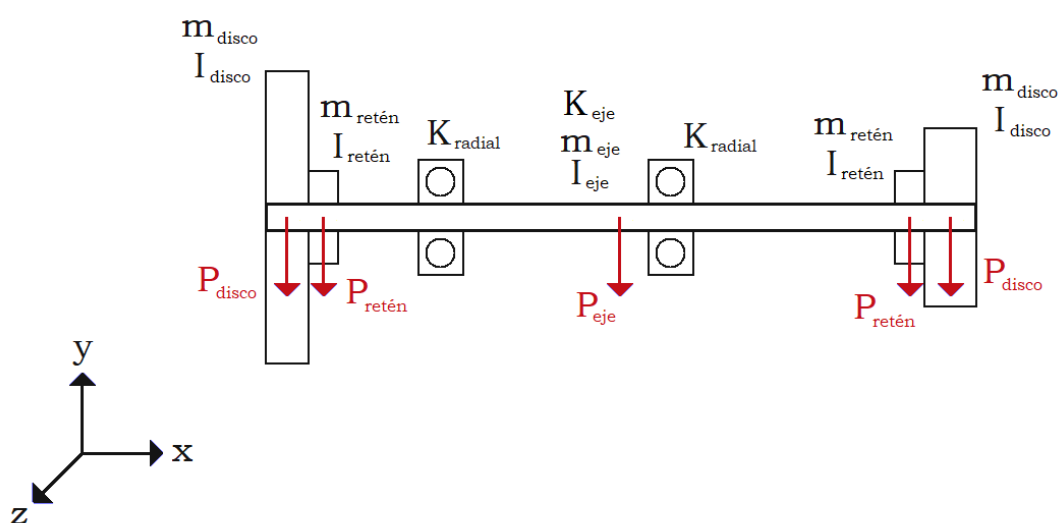 m disco
I disco
m retén
I retén
K radial
K eje
m eje
I eje
K radial
m retén
I retén
m disco
I disco
P disco
P retén
P eje
P retén
P disco
y
x
z